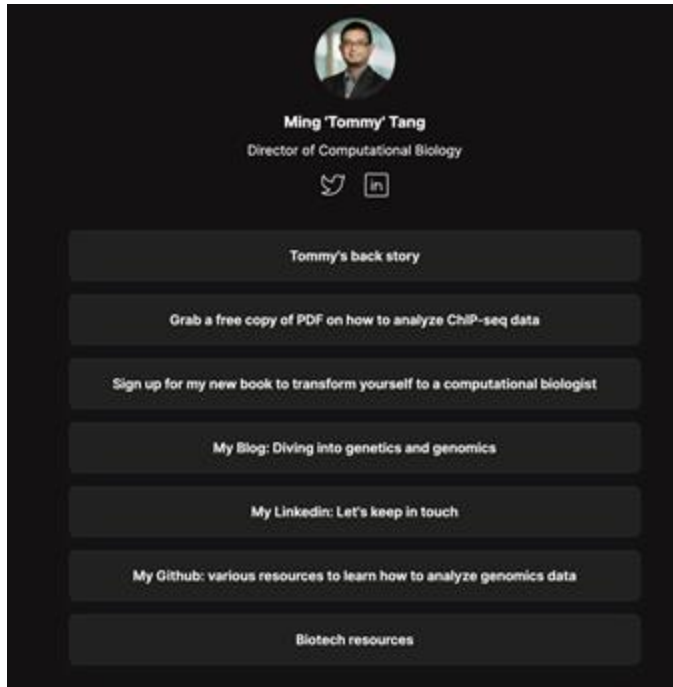 Ming 'Tommy' Tang
Director of Computational Biology
in
Tommy's back story
Grab a free copy of PDF on how to analyze ChIP-seq data
Sign up for my new book to transform yourself to a computational biologist
My Blog: Diving into genetics and genomics
My Linkedin: Let's keep in touch
My Github: various resources to learn how to analyze genomics data
Biotech resources